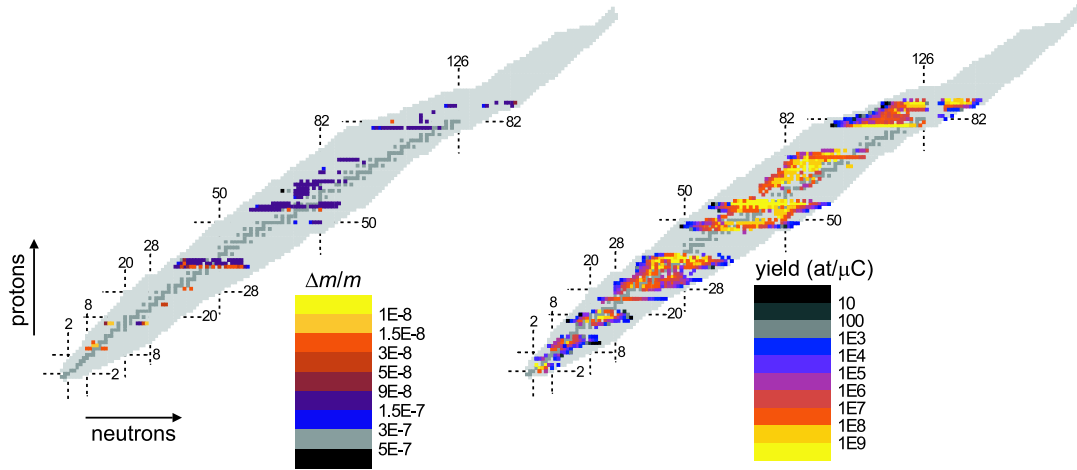 126
82
82
50
50
28
28
20
20
8
8
2
2
protons
neutrons
Δm/m
1E-8
1.5E-8
3E-8
5E-8
9E-8
1.5E-7
3E-7
5E-7
126
82
82
50
50
28
28
20
20
8
8
2
2
yield (at/μC)
10
100
1E3
1E4
1E5
1E6
1E7
1E8
1E9